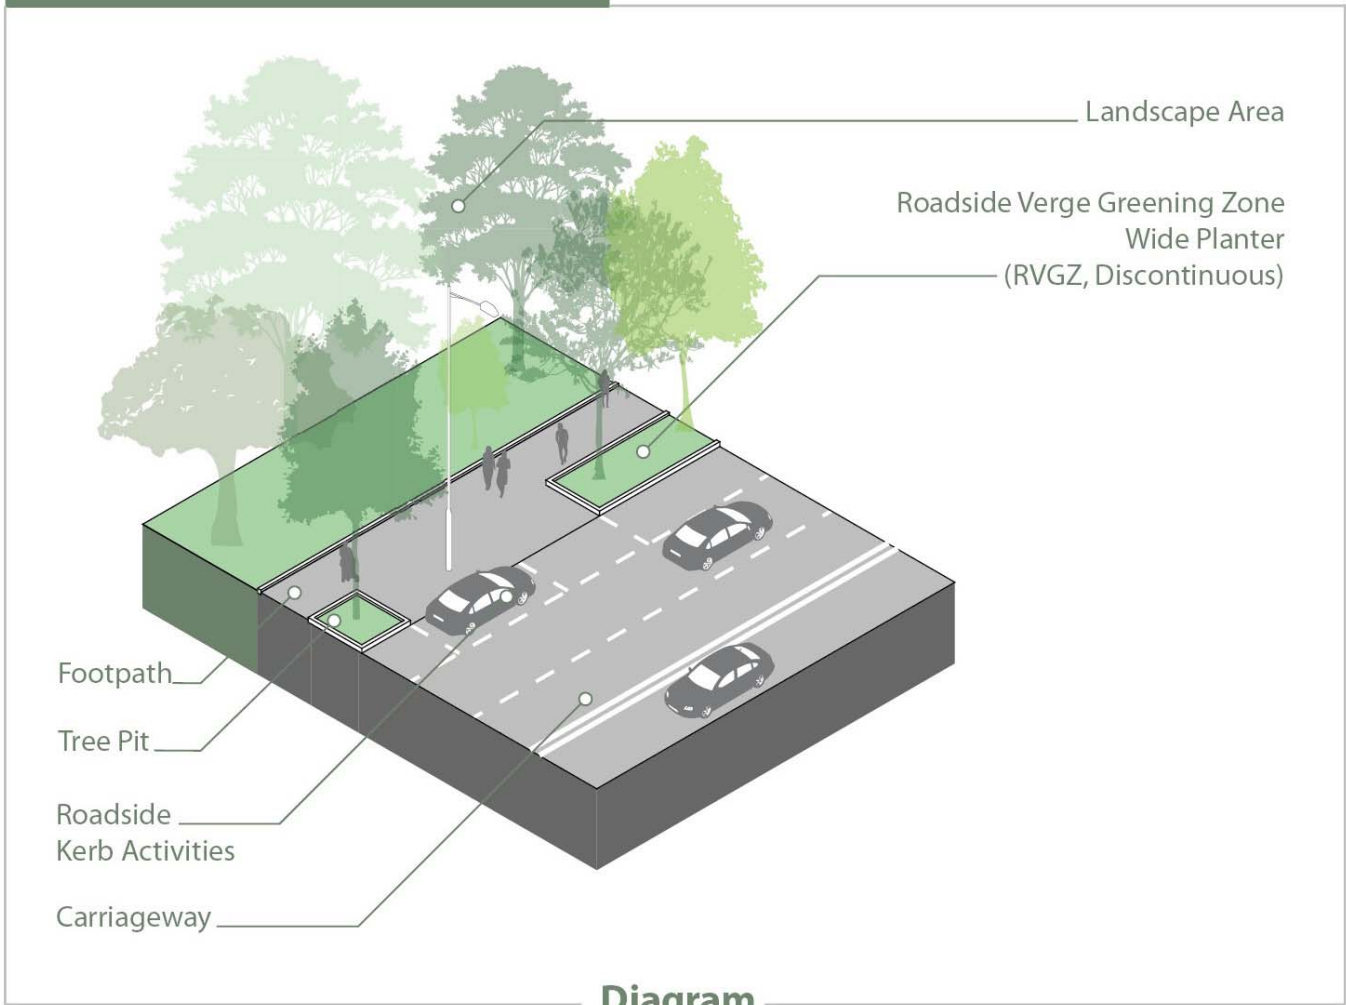 Landscape Area
Roadside Verge Greening Zone
Wide Planter
(RVGZ, Discontinuous)
Footpath
Tree Pit
Roadside
Kerb Activities
Carriageway
Diagram